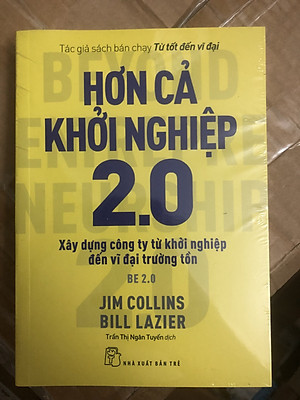 Tác giả sách bán chạy Từ tốt đến vĩ đại
BEYOND
HƠN CẢ
KHỞI NGHIỆP
2.0
Xây dựng công ty từ khởi nghiệp
đến vĩ đại trường tồn
BE 2.0
JIM COLLINS
BILL LAZIER
Trần Thị Ngân Tuyến dịch
NHÀ XUẤT BẢN TRẺ